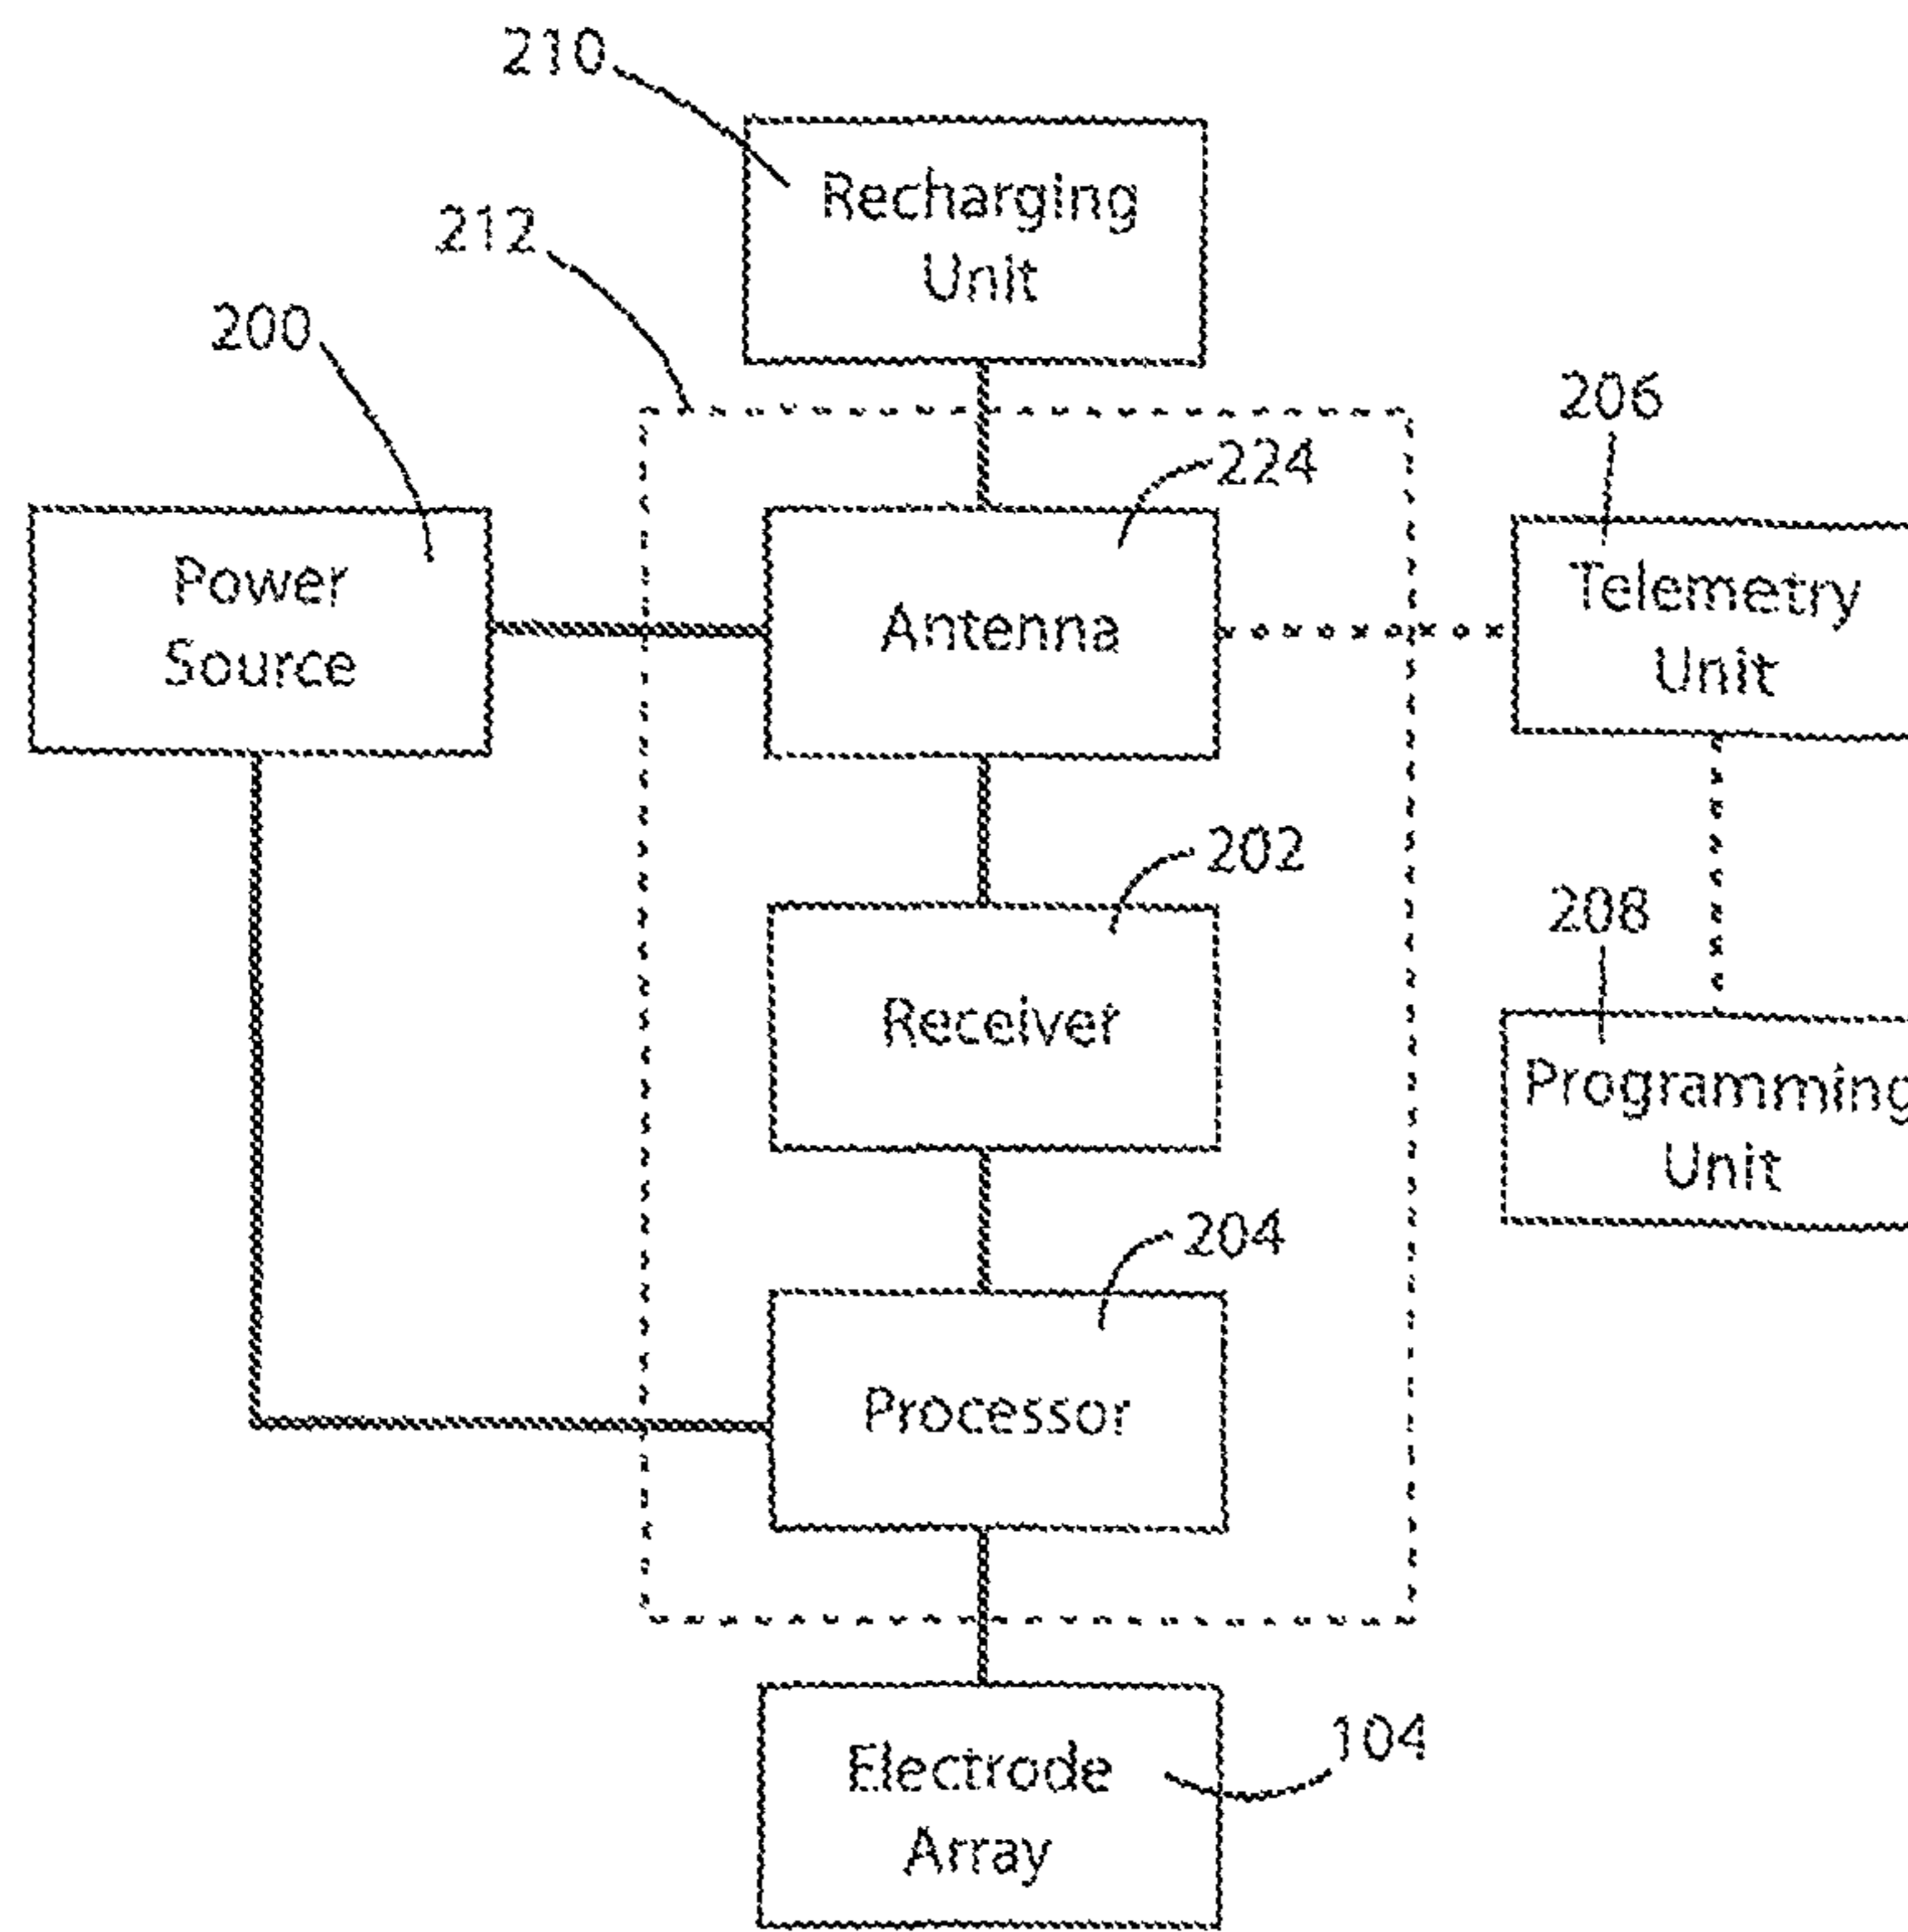 210
Recharging
Unit
212
200
206
224
Power
Source
Antenna
Telemetry
Unit
202
208
Receiver
Programming
Unit
204
Processor
104
Electrode
Array